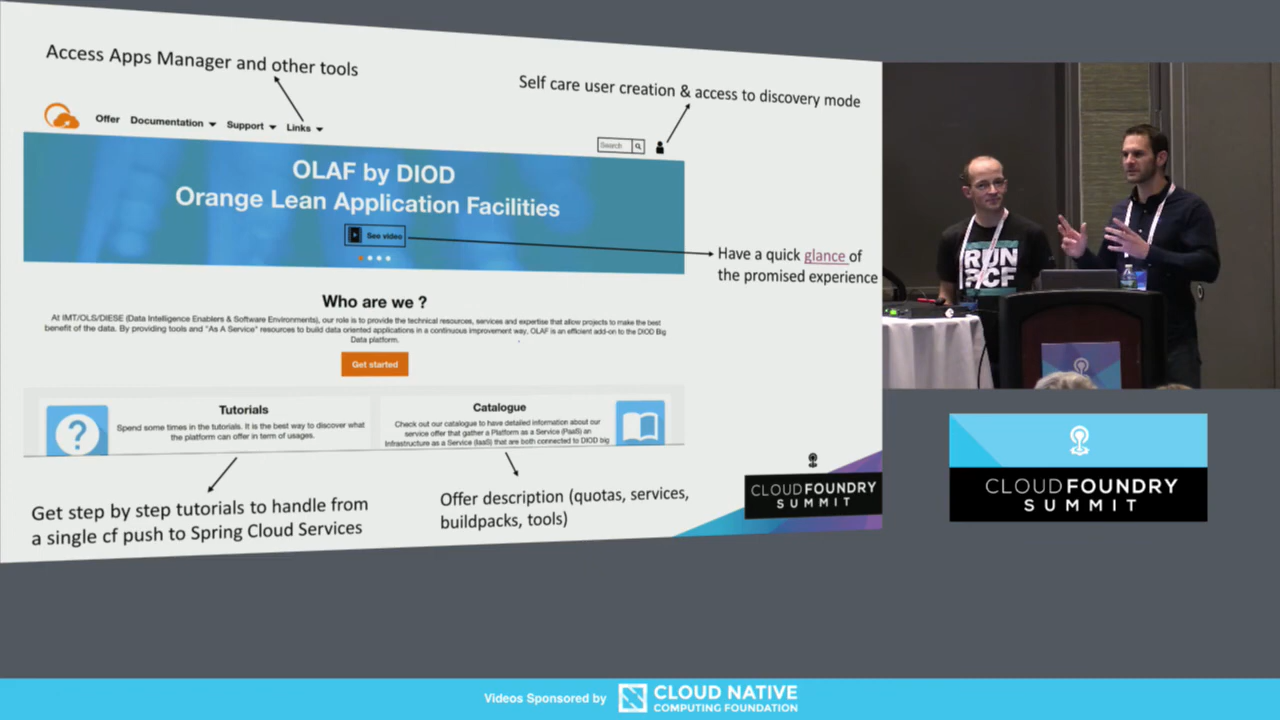 Access Apps Manager and other tools
Self care user creation & access to discovery mode
Offer Documentation Support Links
Search
OLAF by DIOD
Orange Lean Application Facilities
See video
Have a quick glance of
the promised experience
Who are we ?
At IMT/OLS/DIESE (Data Intelligence Enablers & Software Environments), our role is to provide the technical resources, services and expertise that allow projects to make the best
benefit of the data. By providing tools and "As A Service" resources to build data oriented applications in a continuous improvement way, OLAF is an efficient add-on to the DIOD Big
Data platform.
Get started
Tutorials
Spend some times in the tutorials. It is the best way to discover what
the platform can offer in term of usages.
Catalogue
Check out our catalogue to have detailed information about our
service offer that gather a Platform as a Service (PaaS) an
Infrastructure as a Service (IaaS) that are both connected to DIOD big
Get step by step tutorials to handle from
a single cf push to Spring Cloud Services
Offer description (quotas, services,
buildpacks, tools)
CLOUDFOUNDRY
SUMMIT
RUN
PCF
CLOUDFOUNDRY
SUMMIT
Videos Sponsored by
CLOUD NATIVE
COMPUTING FOUNDATION